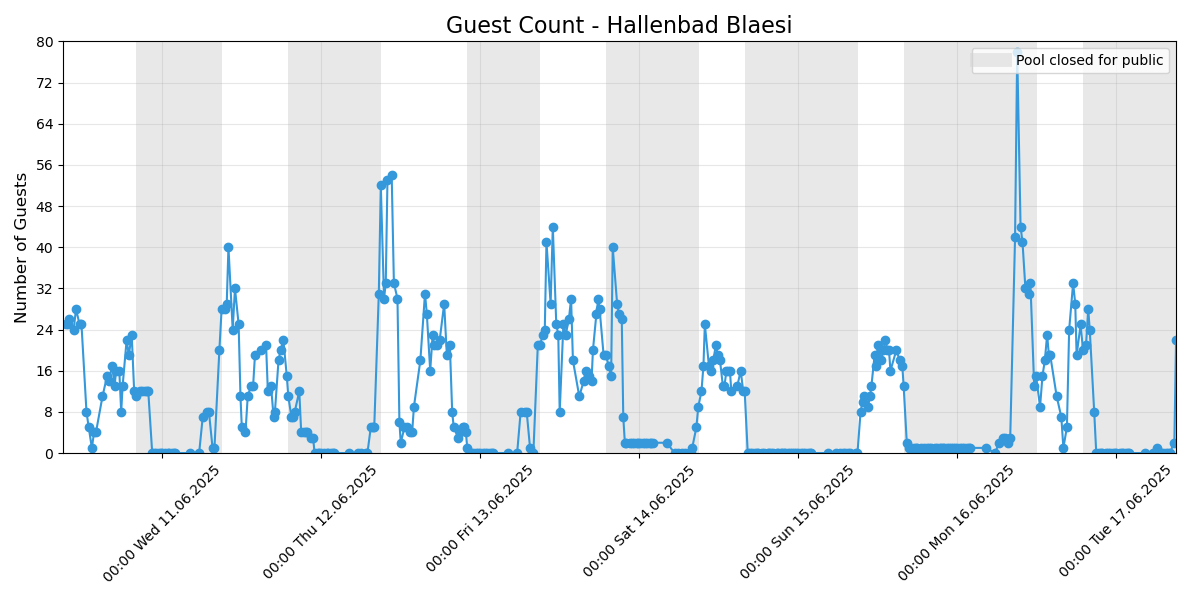 Guest Count - Hallenbad Blaesi
Number of Guests
80
72
64
56
48
40
32
24
16
8
0
Pool closed for public
00:00 Wed 11.06.2025
00:00 Thu 12.06.2025
00:00 Fri 13.06.2025
00:00 Sat 14.06.2025
00:00 Sun 15.06.2025
00:00 Mon 16.06.2025
00:00 Tue 17.06.2025